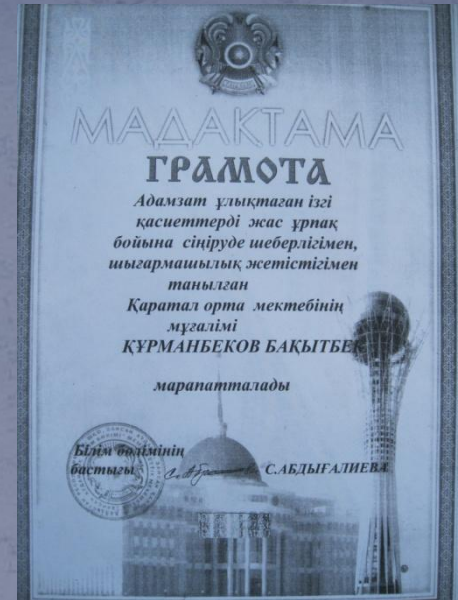 МАДАҚТАМА
ГРАМОТА
Адамзат ұлықтаған ізгі
қасиеттерді жас ұрпақ
бойына сіңіруде шеберлігімен,
шығармашылық жетістігімен
танылған
Қаратал орта мектебінің
мұғалімі
ҚҰРМАНБЕКОВ БАҚЫТБЕК
марапатталады
Білім бөлімінің
бастығы С.АБДЫҒАЛИЕВА